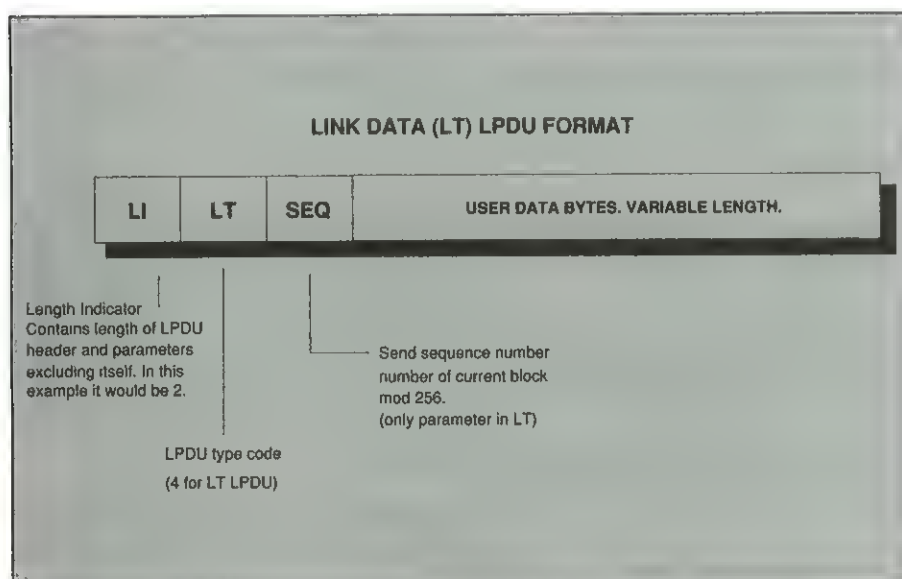 LINK DATA (LT) LPDU FORMAT
LI LT SEQ USER DATA BYTES. VARIABLE LENGTH.
Length Indicator
Contains length of LPDU
header and parameters
excluding itself. In this
example it would be 2.
Send sequence number
number of current block
mod 256.
(only parameter in LT)
LPDU type code
(4 for LT LPDU)